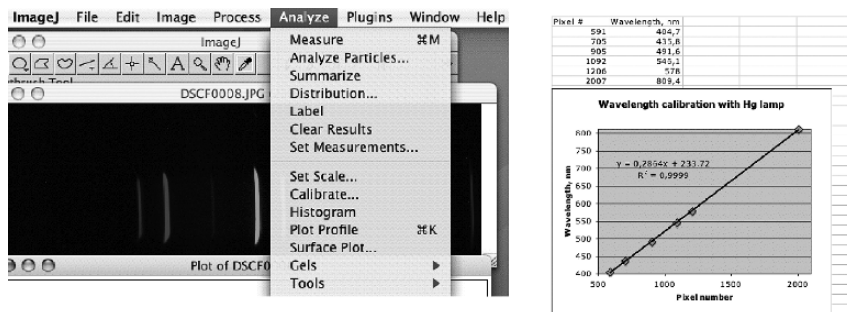 ImageJ File Edit Image Process Analyze Plugins Window Help
ImageJ
DSCF0008.JPG
Plot of DSCF0
Measure ⌘M
Analyze Particles...
Summarize
Distribution...
Label
Clear Results
Set Measurements...
Set Scale...
Calibrate...
Histogram
Plot Profile ⌘K
Surface Plot...
Gels
Tools
Pixel # Wavelength, nm
591 404,7
705 435,8
905 491,6
1092 546,1
1206 578
2007 809,4
Wavelength calibration with Hg lamp
y = 0,2864x + 233.72
R² = 0,9999
Wavelength, nm
800
750
700
650
600
550
500
450
400
500 1000 1500 2000
Pixel number